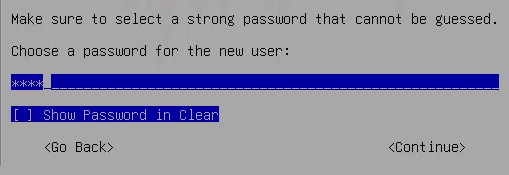 Make sure to select a strong password that cannot be guessed.
Choose a password for the new user:
****
[ ] Show Password in Clear
<Go Back> <Continue>